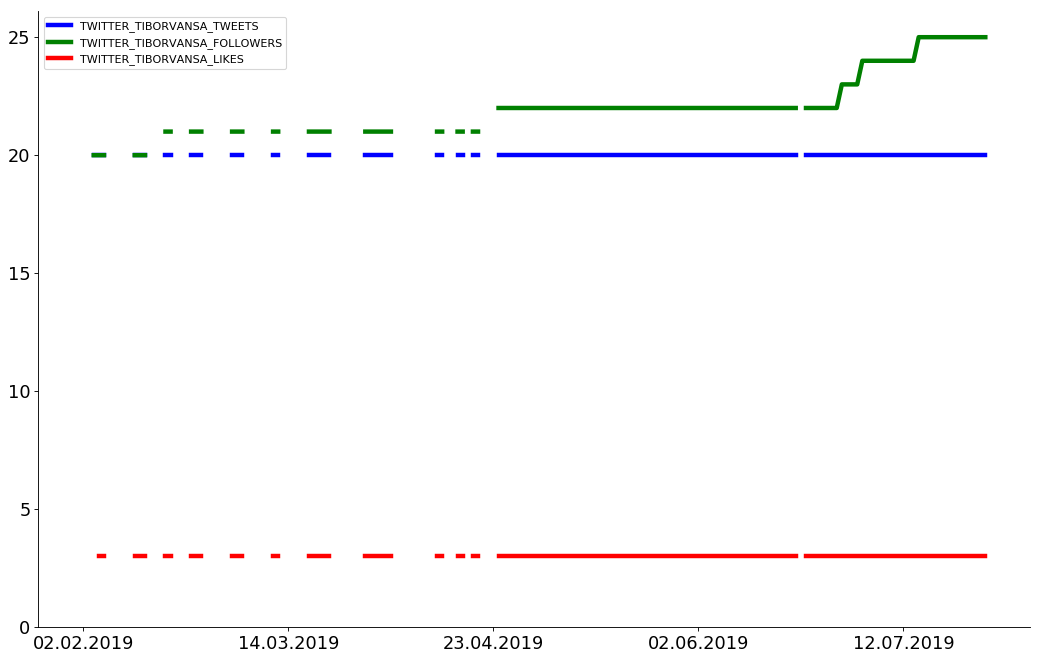 TWITTER_TIBORVANSA_TWEETS
TWITTER_TIBORVANSA_FOLLOWERS
TWITTER_TIBORVANSA_LIKES
25
20
15
10
5
0
02.02.2019 14.03.2019 23.04.2019 02.06.2019 12.07.2019